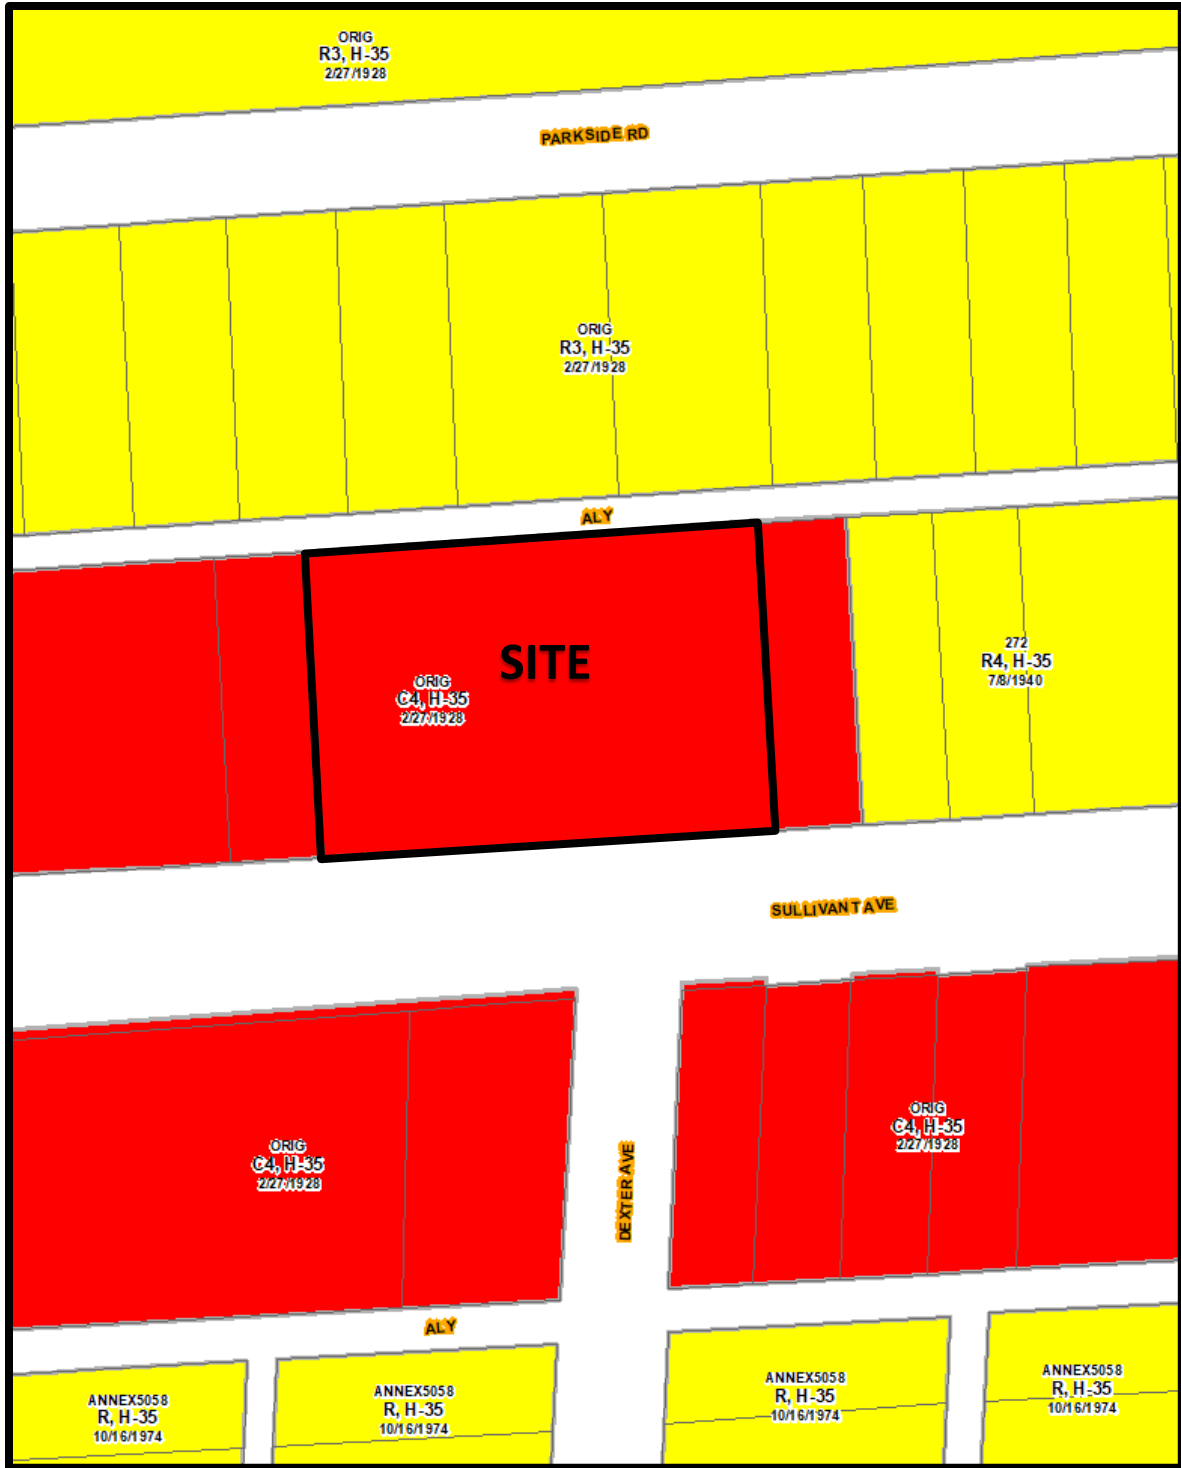 ORIG
R3, H-35
2/27/1928
PARKSIDE RD
ORIG
R3, H-35
2/27/1928
ALY
SITE
ORIG
C4, H-35
2/27/1928
272
R4, H-35
7/8/1940
SULLIVANT AVE
ORIG
C4, H-35
2/27/1928
ORIG
C4, H-35
2/27/1928
DEXTER AVE
ALY
ANNEX5058
R, H-35
10/16/1974
ANNEX5058
R, H-35
10/16/1974
ANNEX5058
R, H-35
10/16/1974
ANNEX5058
R, H-35
10/16/1974